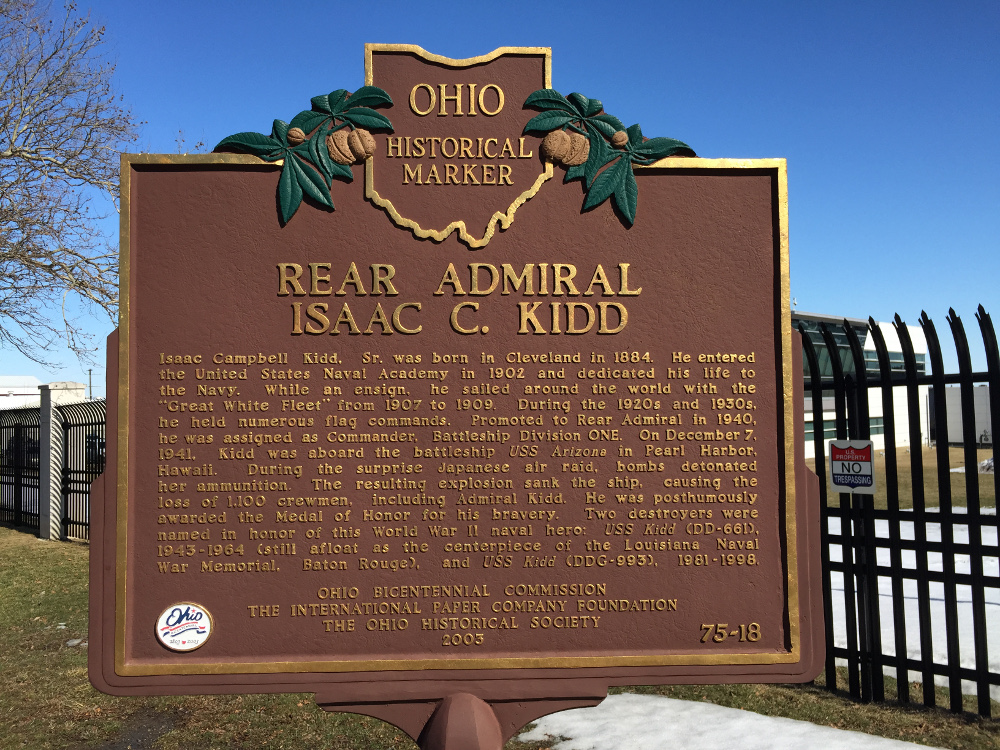 OHIO
HISTORICAL
MARKER
REAR ADMIRAL
ISAAC C. KIDD
Isaac Campbell Kidd, Sr. was born in Cleveland in 1884. He entered
the United States Naval Academy in 1902 and dedicated his life to
the Navy. While an ensign, he sailed around the world with the
"Great White Fleet" from 1907 to 1909. During the 1920s and 1930s,
he held numerous flag commands. Promoted to Rear Admiral in 1940,
he was assigned as Commander, Battleship Division ONE. On December 7,
1941, Kidd was aboard the battleship USS Arizona in Pearl Harbor,
Hawaii. During the surprise Japanese air raid, bombs detonated
her ammunition. The resulting explosion sank the ship, causing the
loss of 1,100 crewmen, including Admiral Kidd. He was posthumously
awarded the Medal of Honor for his bravery. Two destroyers were
named in honor of this World War II naval hero: USS Kidd (DD-661),
1943-1964 (still afloat as the centerpiece of the Louisiana Naval
War Memorial, Baton Rouge), and USS Kidd (DDG-993), 1981-1998.
OHIO BICENTENNIAL COMMISSION
THE INTERNATIONAL PAPER COMPANY FOUNDATION
THE OHIO HISTORICAL SOCIETY
2003
75-18
Ohio
U.S.
PROPERTY
NO
TRESPASSING